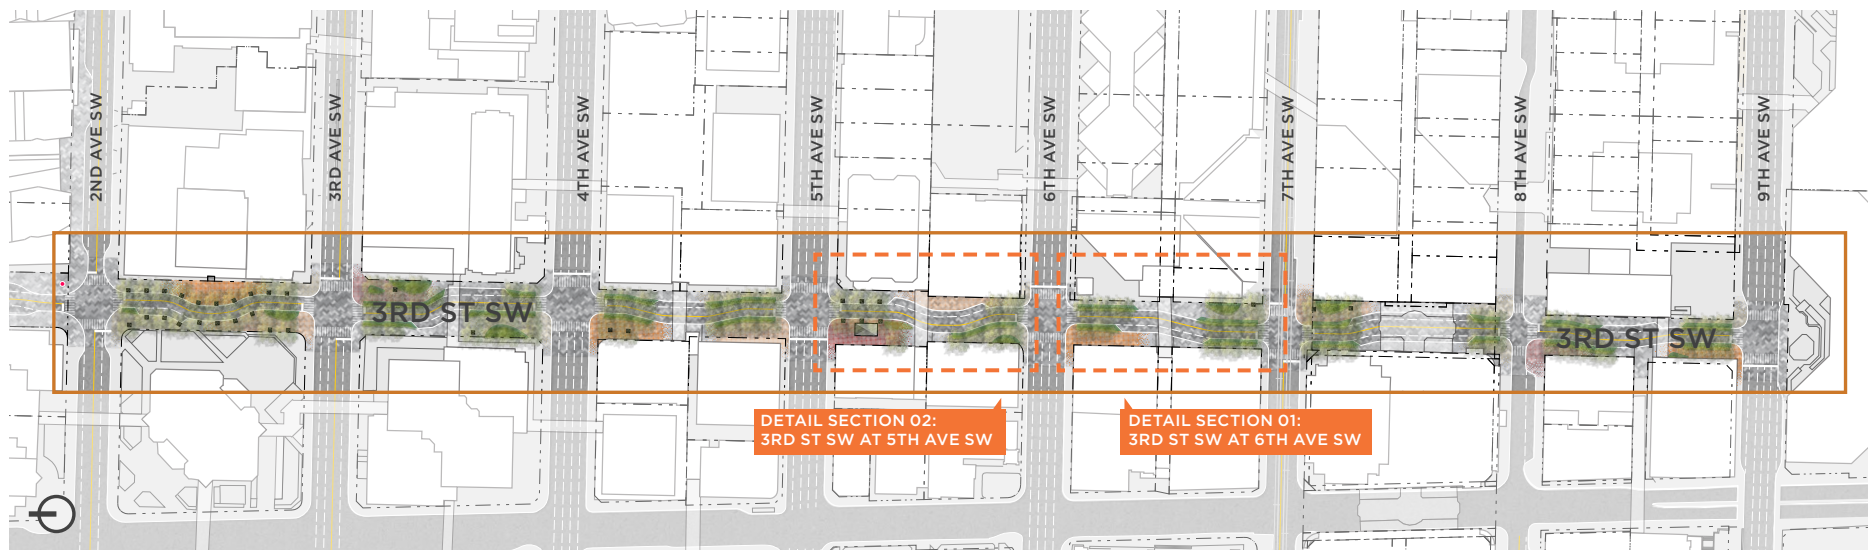 2ND AVE SW
3RD AVE SW
4TH AVE SW
5TH AVE SW
6TH AVE SW
7TH AVE SW
8TH AVE SW
9TH AVE SW
3RD ST SW
3RD ST SW
DETAIL SECTION 02:
3RD ST SW AT 5TH AVE SW
DETAIL SECTION 01:
3RD ST SW AT 6TH AVE SW